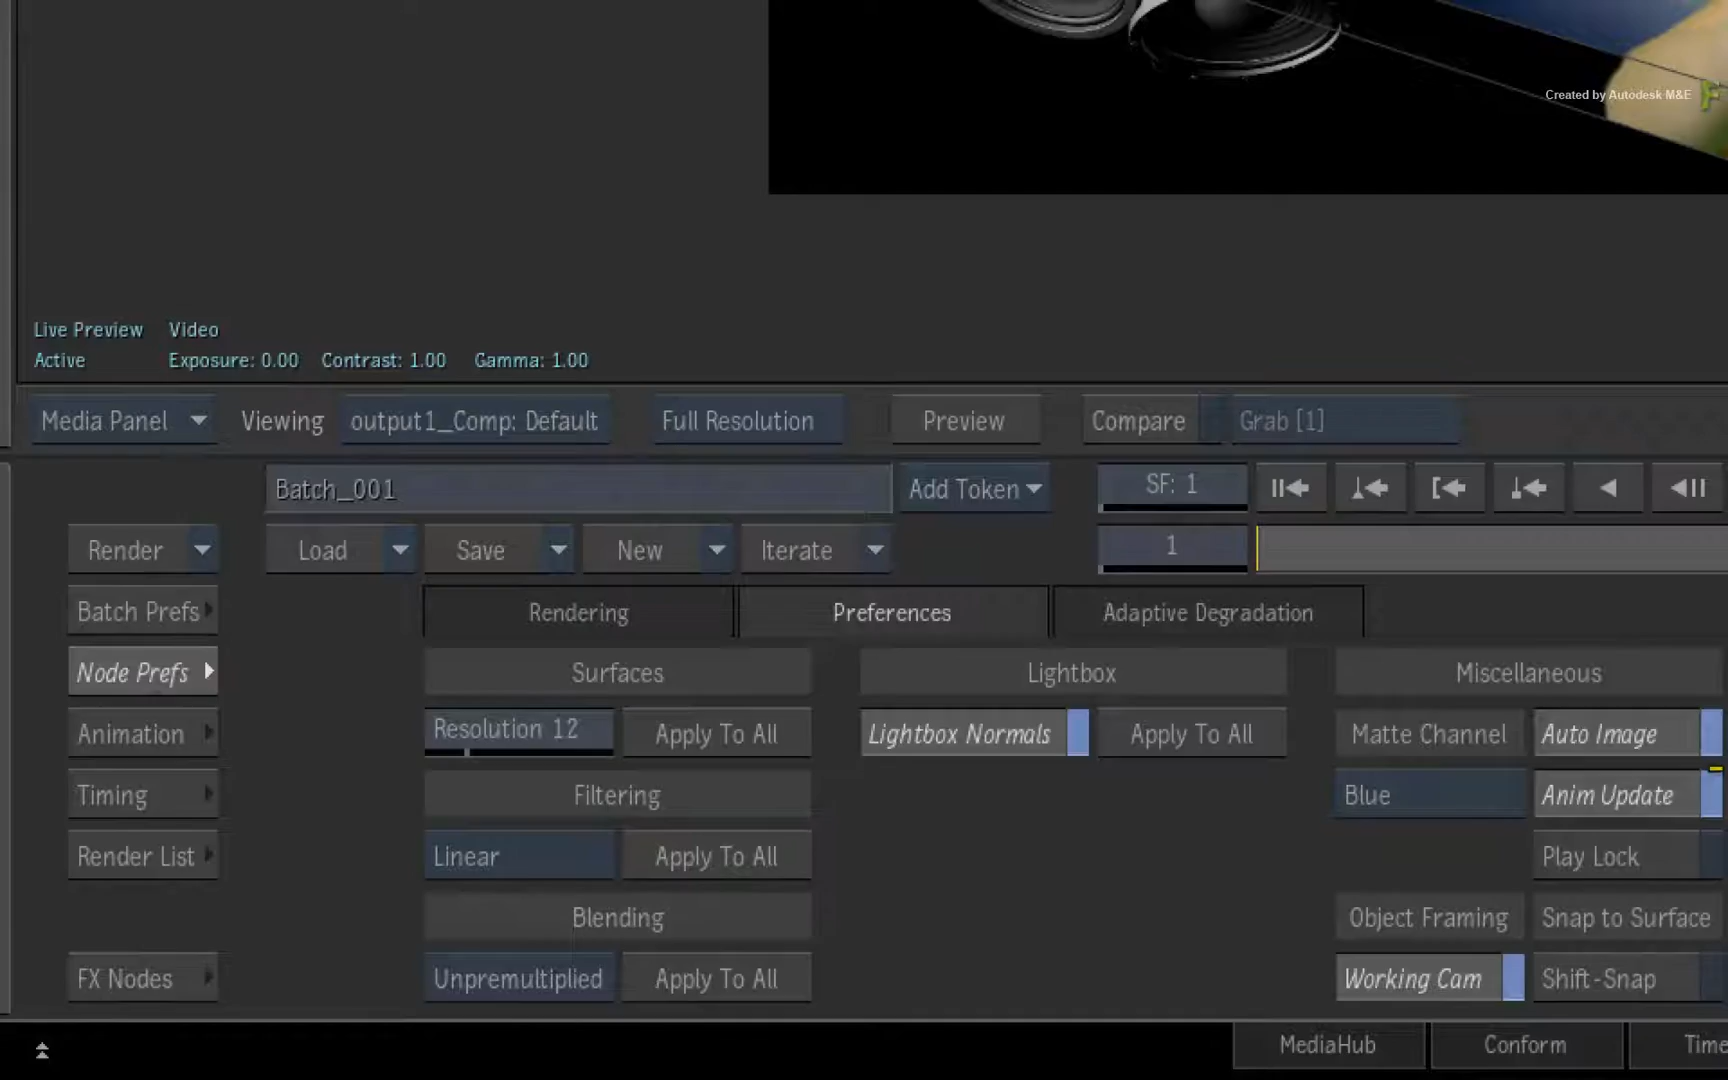 Created by Autodesk M&E
Live Preview Video
Active Exposure: 0.00 Contrast: 1.00 Gamma: 1.00
Media Panel Viewing output1_Comp: Default Full Resolution Preview Compare Grab [1]
Batch_001 Add Token SF: 1
Render Load Save New Iterate 1
Batch Prefs Rendering Preferences Adaptive Degradation
Node Prefs Surfaces Lightbox Miscellaneous
Animation Resolution 12 Apply To All Lightbox Normals Apply To All Matte Channel Auto Image
Timing Filtering Blue Anim Update
Render List Linear Apply To All Play Lock
Blending Object Framing Snap to Surface
FX Nodes Unpremultiplied Apply To All Working Cam Shift-Snap
MediaHub Conform Time